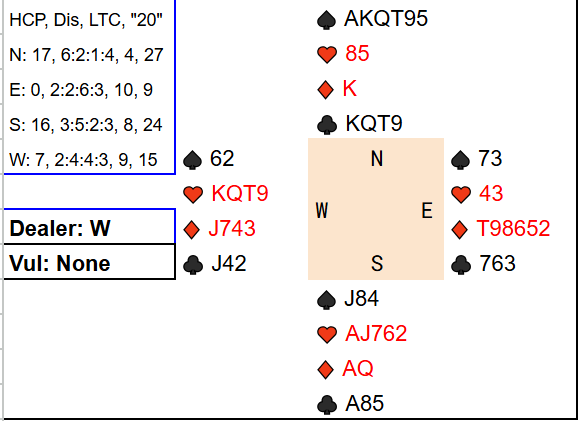 HCP, Dis, LTC, "20"
N: 17, 6:2:1:4, 4, 27
E: 0, 2:2:6:3, 10, 9
S: 16, 3:5:2:3, 8, 24
W: 7, 2:4:4:3, 9, 15
Dealer: W
Vul: None
♠ AKQT95
♥ 85
♦ K
♣ KQT9
♠ 62
♥ KQT9
♦ J743
♣ J42
N
W E
S
♠ 73
♥ 43
♦ T98652
♣ 763
♠ J84
♥ AJ762
♦ AQ
♣ A85